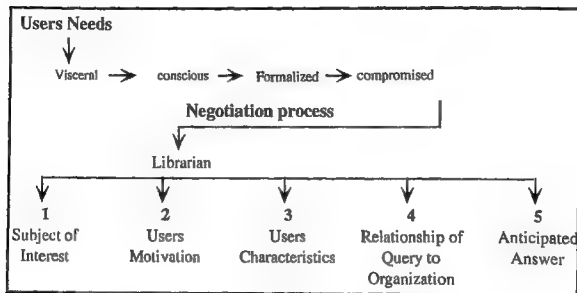 Users Needs
Visceral conscious Formalized compromised
Negotiation process
Librarian
1 2 3 4 5
Subject of Users Users Relationship of Anticipated
Interest Motivation Characteristics Query to Answer
Organization